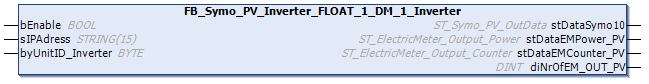 FB_Symo_PV_Inverter_FLOAT_1_DM_1_Inverter
bEnable BOOL ST_Symo_PV_OutData stDataSymo10
sIPAdress STRING(15) ST_ElectricMeter_Output_Power stDataEMPower_PV
byUnitID_Inverter BYTE ST_ElectricMeter_Output_Counter stDataEMCounter_PV
DINT diNrOfEM_OUT_PV